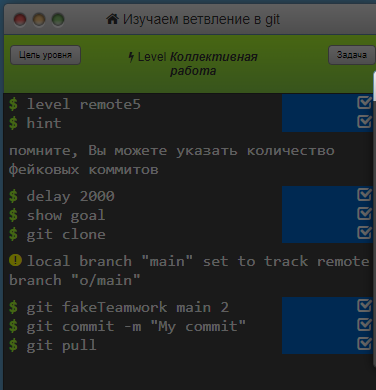 Изучаем ветвление в git
Цель уровня
Level Коллективная
работа
Задача
$ level remote5
$ hint
помните, Вы можете указать количество
фейковых коммитов
$ delay 2000
$ show goal
$ git clone
local branch "main" set to track remote
branch "o/main"
$ git fakeTeamwork main 2
$ git commit -m "My commit"
$ git pull